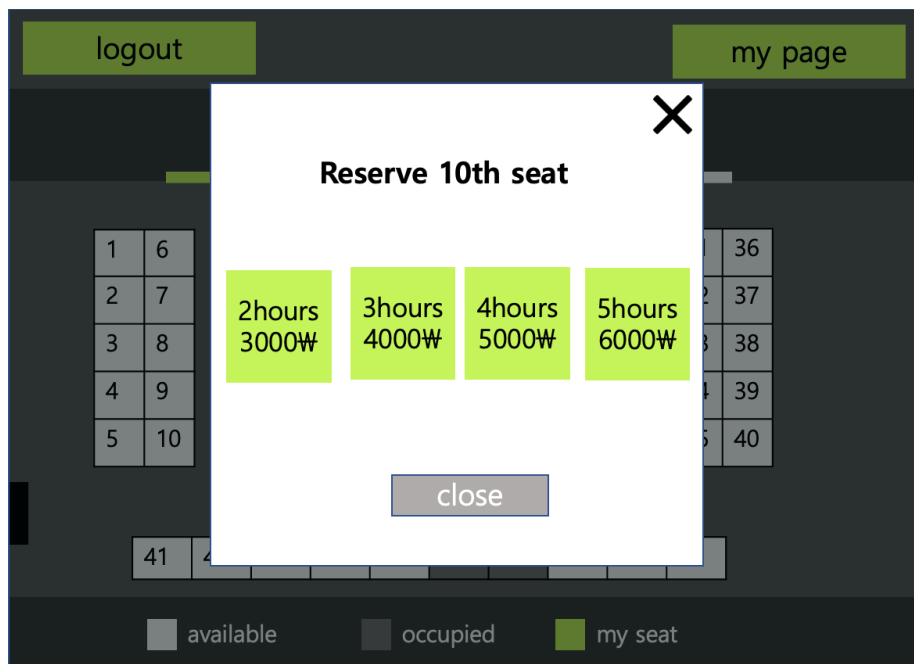 logout
my page
Reserve 10th seat
1 6 36
2 7 37
3 8 38
4 9 39
5 10 40
2hours 3hours 4hours 5hours
3000₩ 4000₩ 5000₩ 6000₩
close
41
available occupied my seat